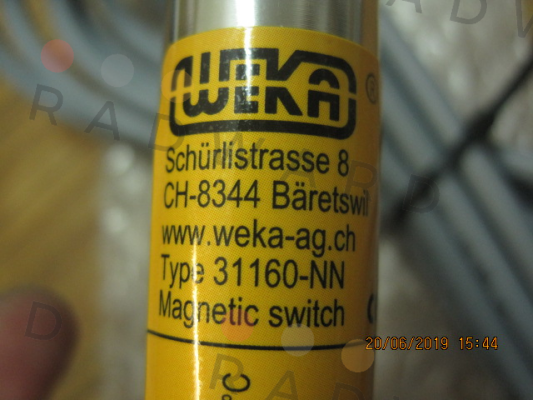 WEKA ®
Schürlistrasse 8
CH-8344 Bäretswil
www.weka-ag.ch
Type 31160-NN
Magnetic switch
°C
20/06/2019 15:44
RADWARD